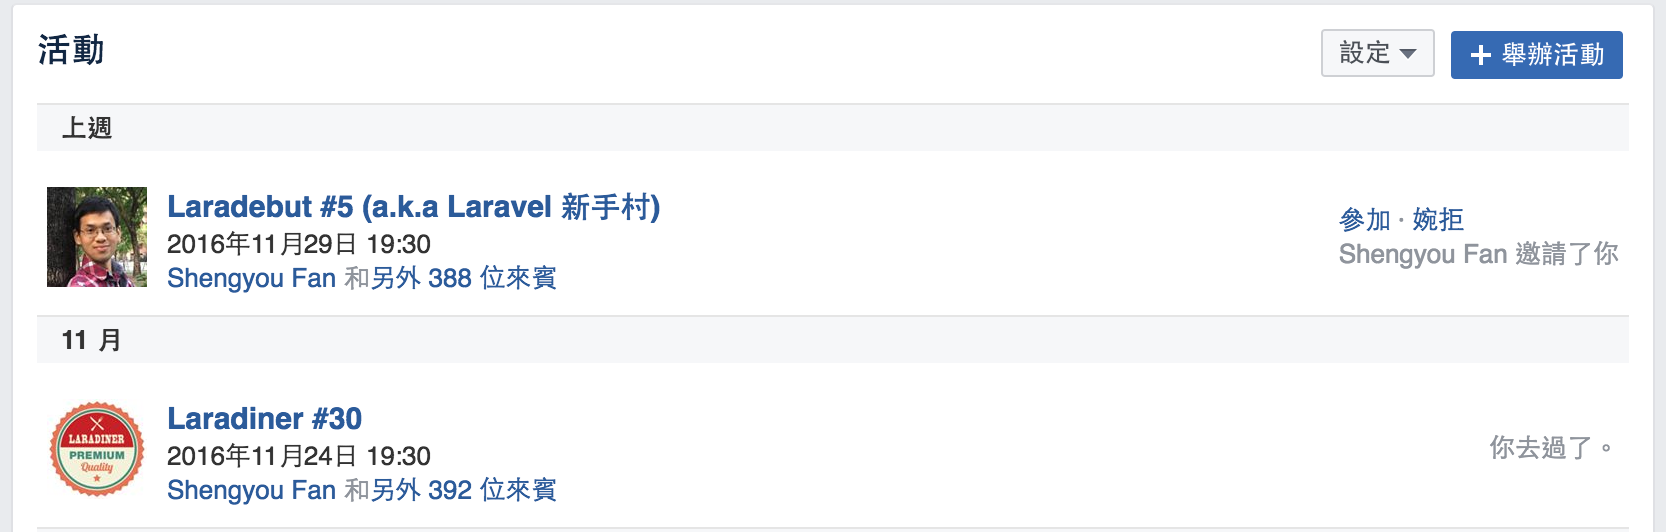 活動
設定
+ 舉辦活動
上週
Laradebut #5 (a.k.a Laravel 新手村)
2016年11月29日 19:30
Shengyou Fan 和另外 388 位來賓
參加 · 婉拒
Shengyou Fan 邀請了你
11 月
LARADINER
PREMIUM
Quality
Laradiner #30
2016年11月24日 19:30
Shengyou Fan 和另外 392 位來賓
你去過了。